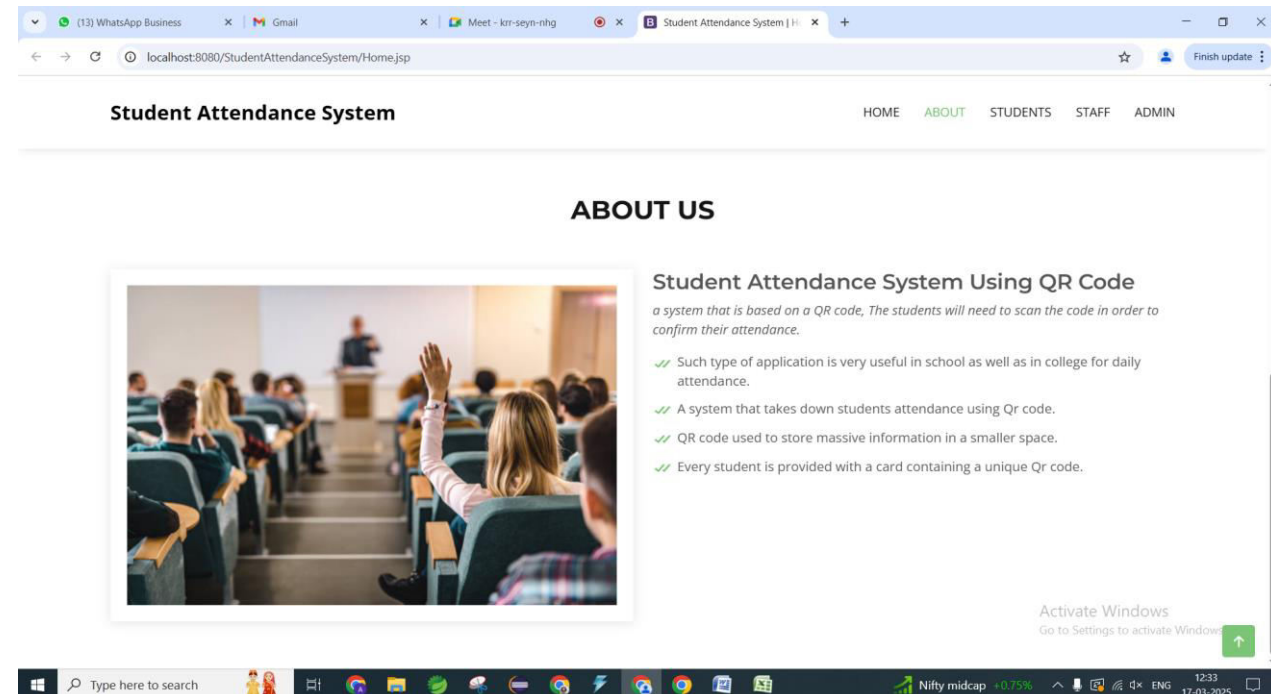 (13) WhatsApp Business
Gmail
Meet - krr-seyn-nhg
Student Attendance System | H
localhost:8080/StudentAttendanceSystem/Home.jsp
Finish update
Student Attendance System
HOME ABOUT STUDENTS STAFF ADMIN
ABOUT US
Student Attendance System Using QR Code
a system that is based on a QR code, The students will need to scan the code in order to
confirm their attendance.
Such type of application is very useful in school as well as in college for daily
attendance.
A system that takes down students attendance using Qr code.
QR code used to store massive information in a smaller space.
Every student is provided with a card containing a unique Qr code.
Activate Windows
Go to Settings to activate Windows
Type here to search
Nifty midcap +0.75%
ENG
12:33
17-03-2025